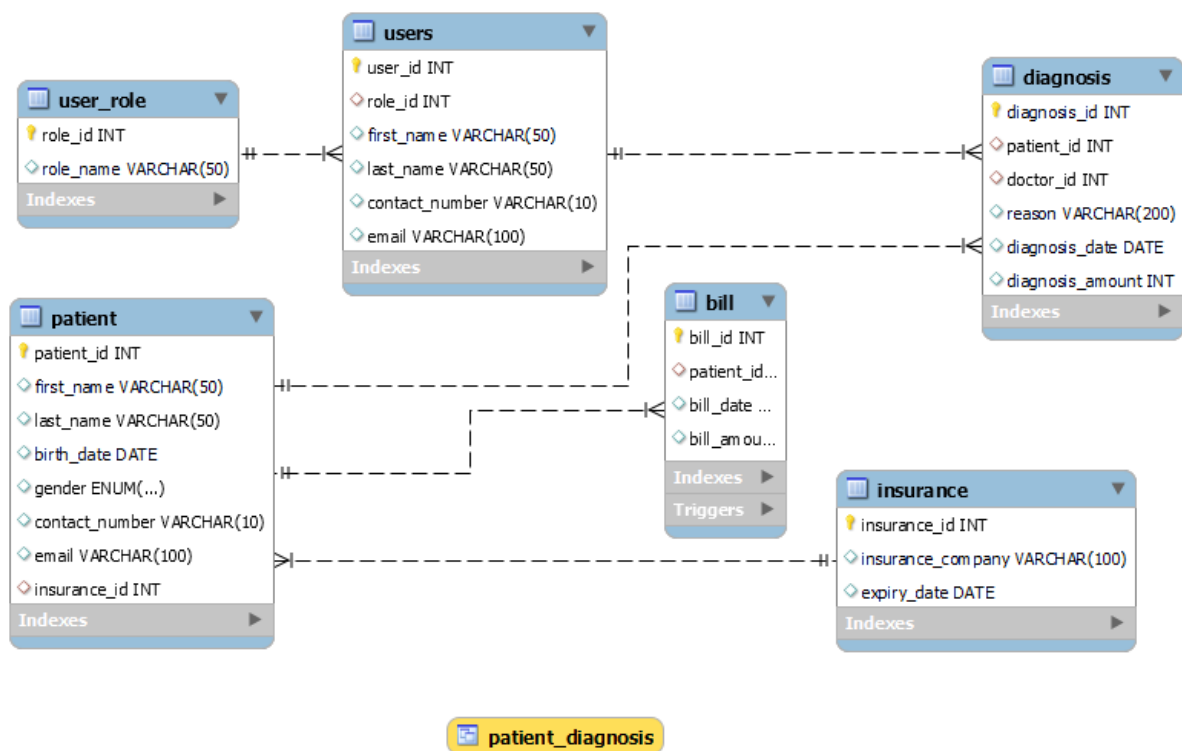 users
user_id INT
role_id INT
first_name VARCHAR(50)
last_name VARCHAR(50)
contact_number VARCHAR(10)
email VARCHAR(100)
Indexes
user_role
role_id INT
role_name VARCHAR(50)
Indexes
diagnosis
diagnosis_id INT
patient_id INT
doctor_id INT
reason VARCHAR(200)
diagnosis_date DATE
diagnosis_amount INT
Indexes
patient
patient_id INT
first_name VARCHAR(50)
last_name VARCHAR(50)
birth_date DATE
gender ENUM(...)
contact_number VARCHAR(10)
email VARCHAR(100)
insurance_id INT
Indexes
bill
bill_id INT
patient_id...
bill_date ...
bill_amou...
Indexes
Triggers
insurance
insurance_id INT
insurance_company VARCHAR(100)
expiry_date DATE
Indexes
patient_diagnosis